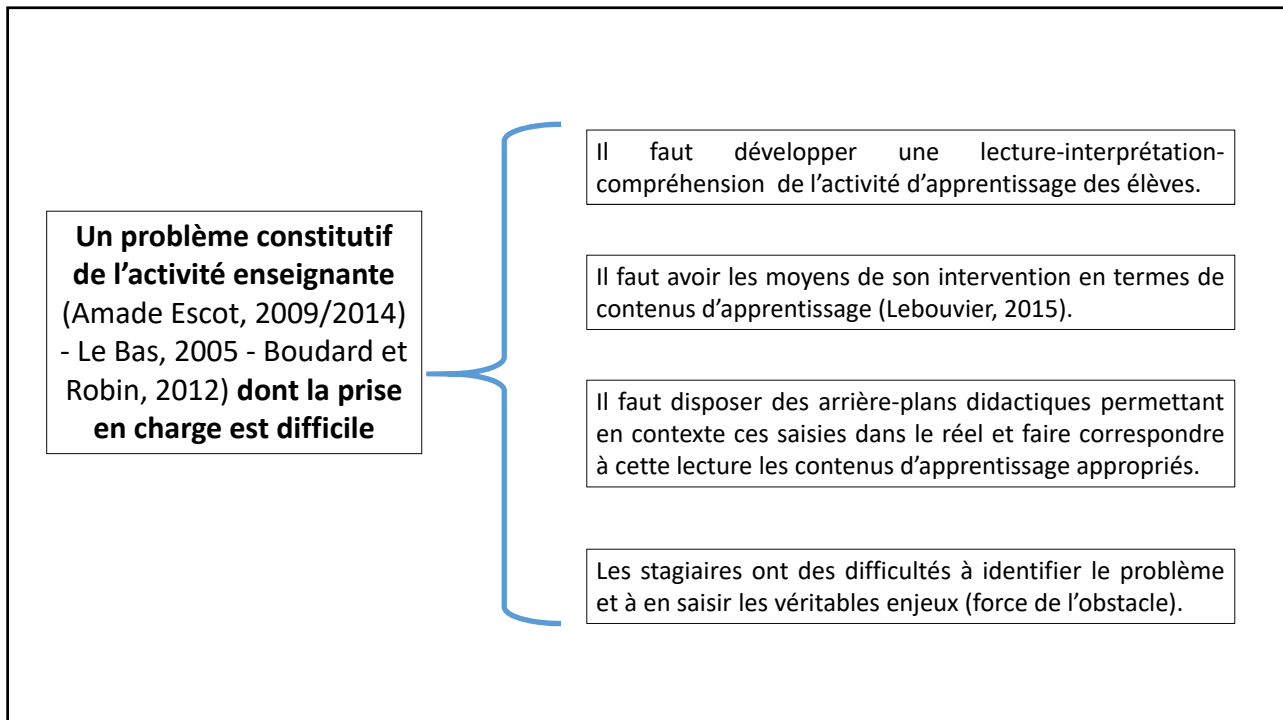 Un problème constitutif
de l’activité enseignante
(Amade Escot, 2009/2014)
- Le Bas, 2005 - Boudard et
Robin, 2012) dont la prise
en charge est difficile
Il faut développer une lecture-interprétation-
compréhension de l’activité d’apprentissage des élèves.
Il faut avoir les moyens de son intervention en termes de
contenus d’apprentissage (Lebouvier, 2015).
Il faut disposer des arrière-plans didactiques permettant
en contexte ces saisies dans le réel et faire correspondre
à cette lecture les contenus d’apprentissage appropriés.
Les stagiaires ont des difficultés à identifier le problème
et à en saisir les véritables enjeux (force de l’obstacle).